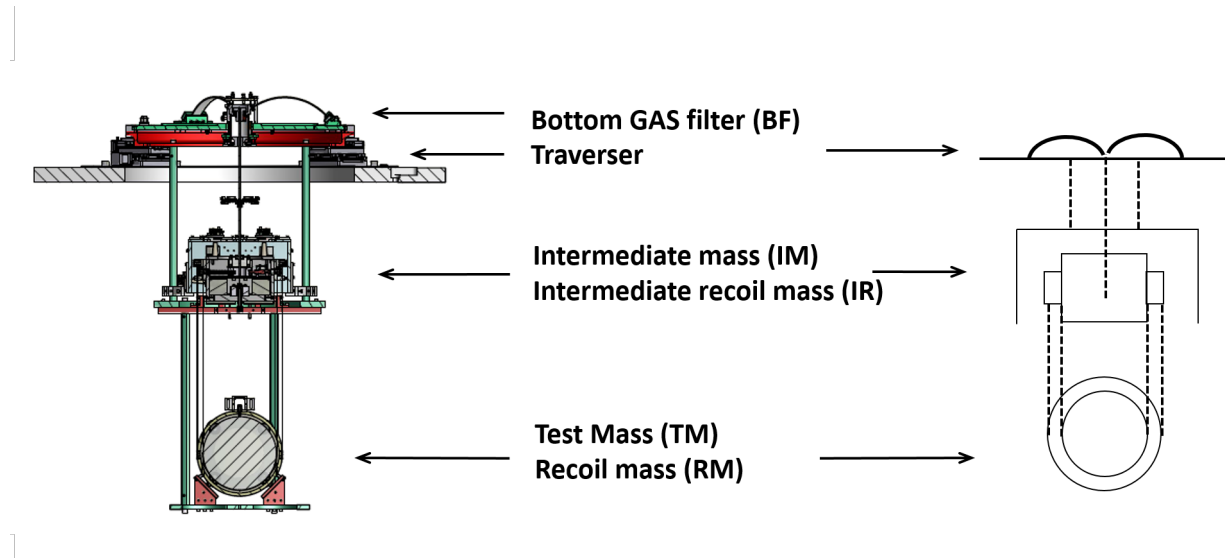 Bottom GAS filter (BF)
Traverser
Intermediate mass (IM)
Intermediate recoil mass (IR)
Test Mass (TM)
Recoil mass (RM)